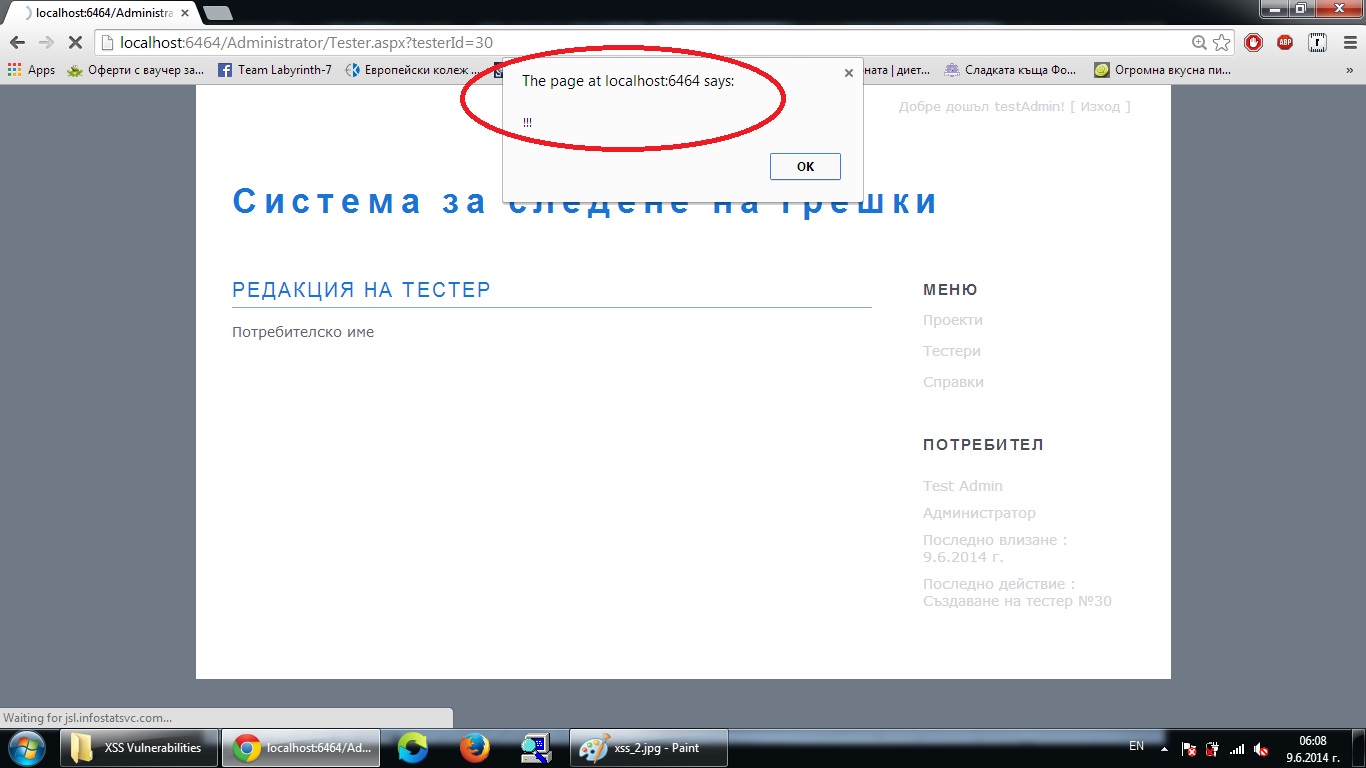 localhost:6464/Administra
localhost:6464/Administrator/Tester.aspx?testerId=30
Apps
Оферти с ваучер за...
Team Labyrinth-7
Европейски колеж ...
ната | диет...
Сладката къща Фо...
Огромна вкусна пи...
»
The page at localhost:6464 says:
!!!
OK
Добре дошъл testAdmin! [ Изход ]
Система за следене на грешки
РЕДАКЦИЯ НА ТЕСТЕР
Потребителско име
МЕНЮ
Проекти
Тестери
Справки
ПОТРЕБИТЕЛ
Test Admin
Администратор
Последно влизане :
9.6.2014 г.
Последно действие :
Създаване на тестер №30
Waiting for jsl.infostatsvc.com...
XSS Vulnerabilities
localhost:6464/Ad...
xss_2.jpg - Paint
EN
06:08
9.6.2014 г.